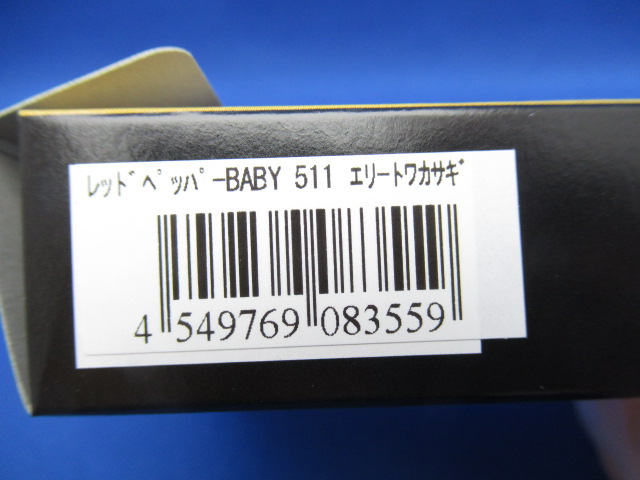 ﾚｯﾄﾞﾍﾟｯﾊﾟｰBABY 511 ｴﾘｰﾄﾜｶｻｷﾞ
4 549769 083559